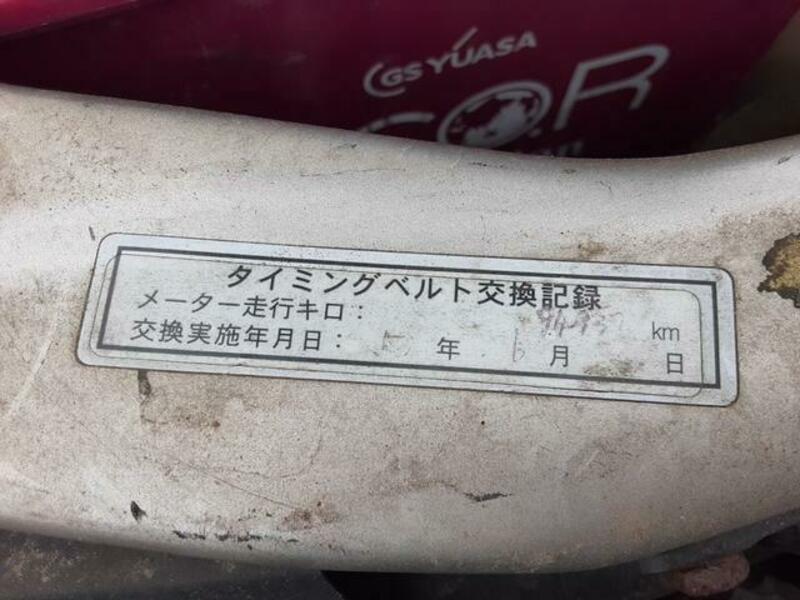 GS YUASA
タイミングベルト交換記録
メーター走行キロ: km
交換実施年月日: 年 6月 日